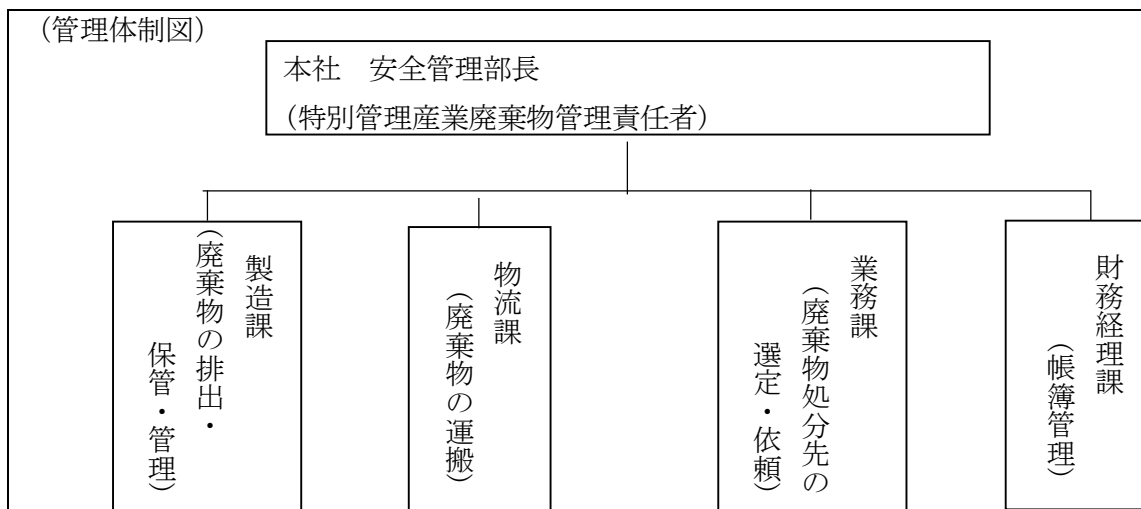 (管理体制図)
本社　安全管理部長
(特別管理産業廃棄物管理責任者)
製造課
(廃棄物の排出・
保管・管理)
物流課
(廃棄物の運搬)
業務課
(廃棄物処分先の
選定・依頼)
財務経理課
(帳簿管理)